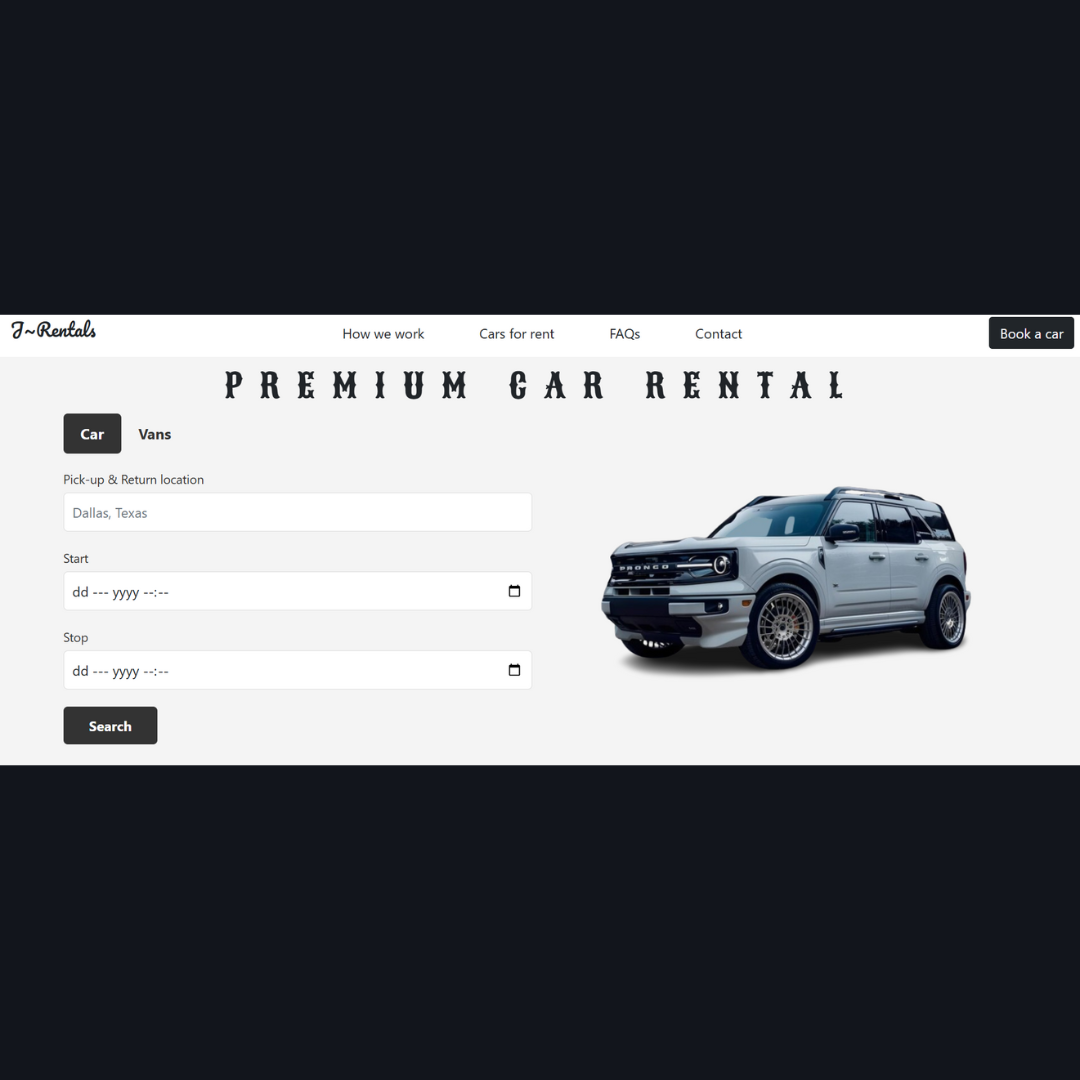 J~Rentals
How we work Cars for rent FAQs Contact
Book a car
PREMIUM CAR RENTAL
Car Vans
Pick-up & Return location
Dallas, Texas
Start
dd --- yyyy --:--
Stop
dd --- yyyy --:--
Search